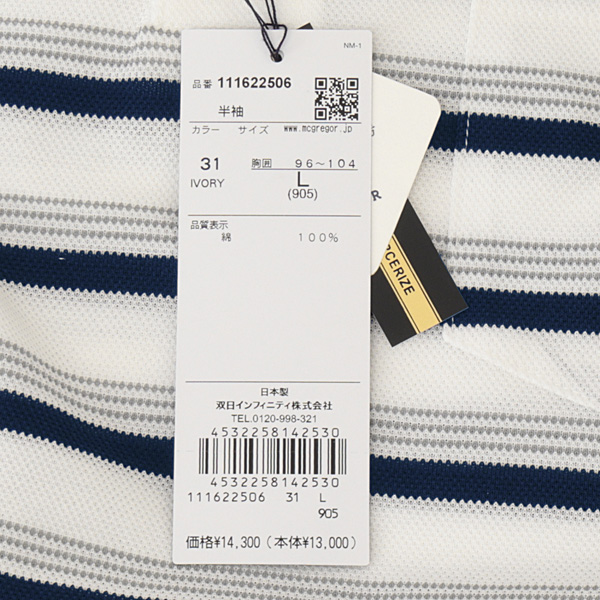 NM-1
品番 111622506
半袖
カラー サイズ www.mcgregor.jp
31 胸囲 96〜104
IVORY L
(905)
品質表示
綿 100%
日本製
双日インフィニティ株式会社
TEL.0120-998-321
4532258142530
4532258142530
111622506 31 L
905
価格¥14,300(本体¥13,000)
R
RCERIZE